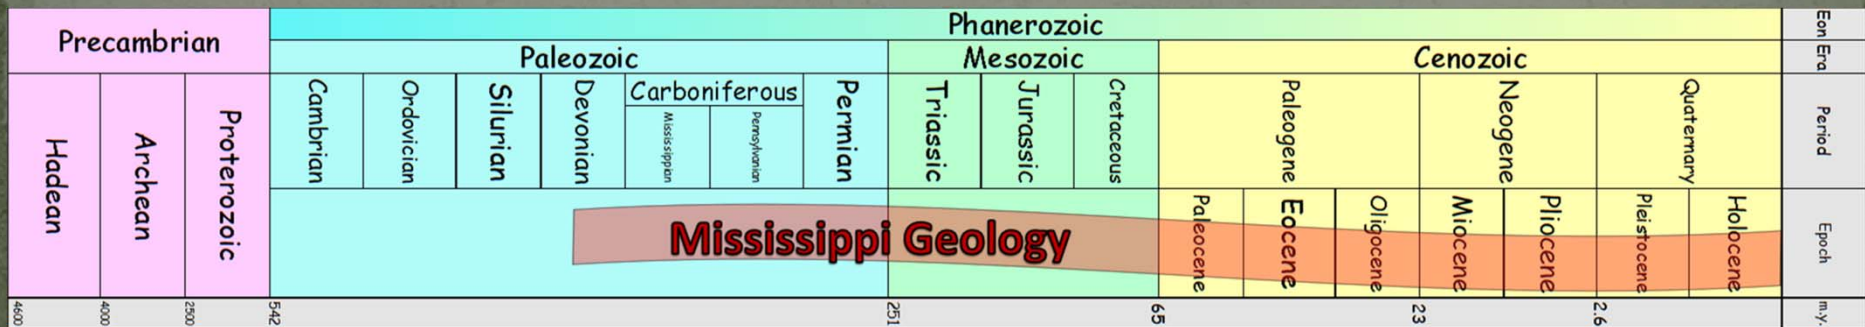 Precambrian
Phanerozoic
Eon
Paleozoic
Mesozoic
Cenozoic
Era
Hadean
Archean
Proterozoic
Cambrian
Ordovician
Silurian
Devonian
Carboniferous
Mississippian
Pennsylvanian
Permian
Triassic
Jurassic
Cretaceous
Paleogene
Neogene
Quaternary
Period
Mississippi Geology
Paleocene
Eocene
Oligocene
Miocene
Pliocene
Pleistocene
Holocene
Epoch
4600
4000
2500
542
251
65
23
2.6
m.y.